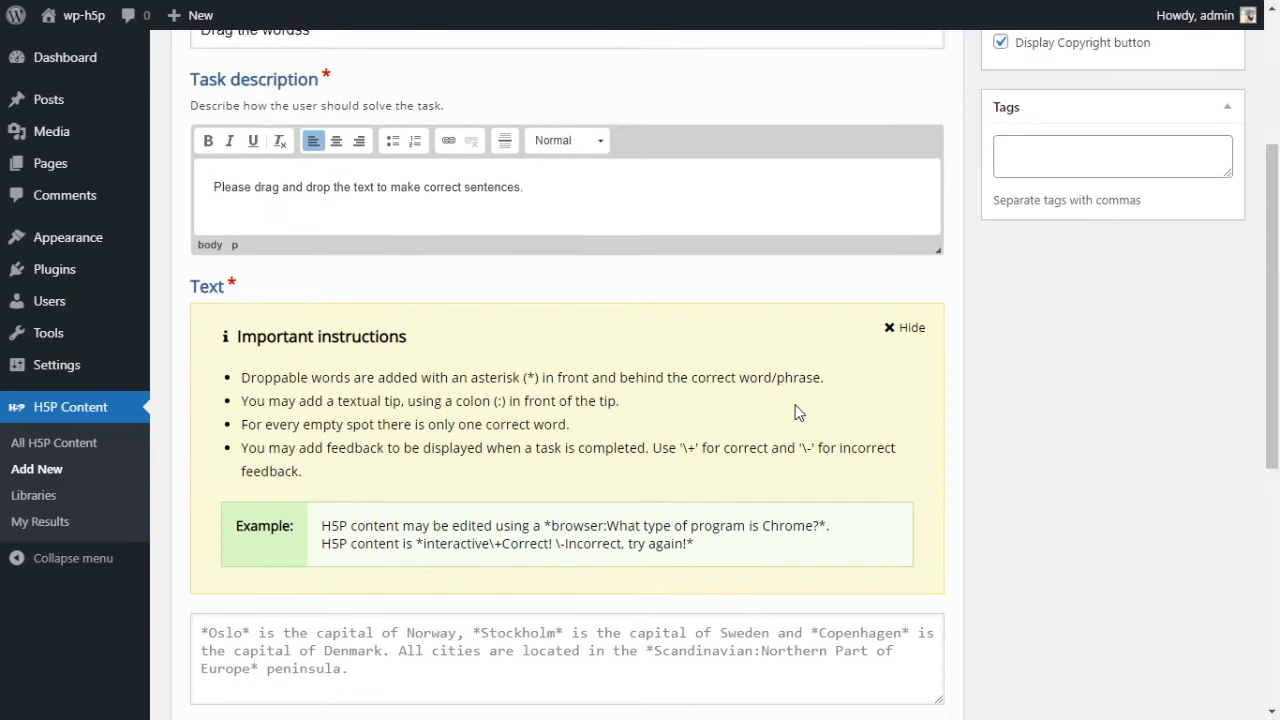 wp-h5p
0
New
Howdy, admin
Dashboard
Posts
Media
Pages
Comments
Appearance
Plugins
Users
Tools
Settings
H5P Content
All H5P Content
Add New
Libraries
My Results
Collapse menu
Drag the wordss
Task description *
Describe how the user should solve the task.
B I U Tx Normal
Please drag and drop the text to make correct sentences.
body p
Text *
Important instructions
Hide
Droppable words are added with an asterisk (*) in front and behind the correct word/phrase.
You may add a textual tip, using a colon (:) in front of the tip.
For every empty spot there is only one correct word.
You may add feedback to be displayed when a task is completed. Use '\+' for correct and '\-' for incorrect
feedback.
Example:
H5P content may be edited using a *browser:What type of program is Chrome?*.
H5P content is *interactive\+Correct! \-Incorrect, try again!*
*Oslo* is the capital of Norway, *Stockholm* is the capital of Sweden and *Copenhagen* is
the capital of Denmark. All cities are located in the *Scandinavian:Northern Part of
Europe* peninsula.
Display Copyright button
Tags
Separate tags with commas